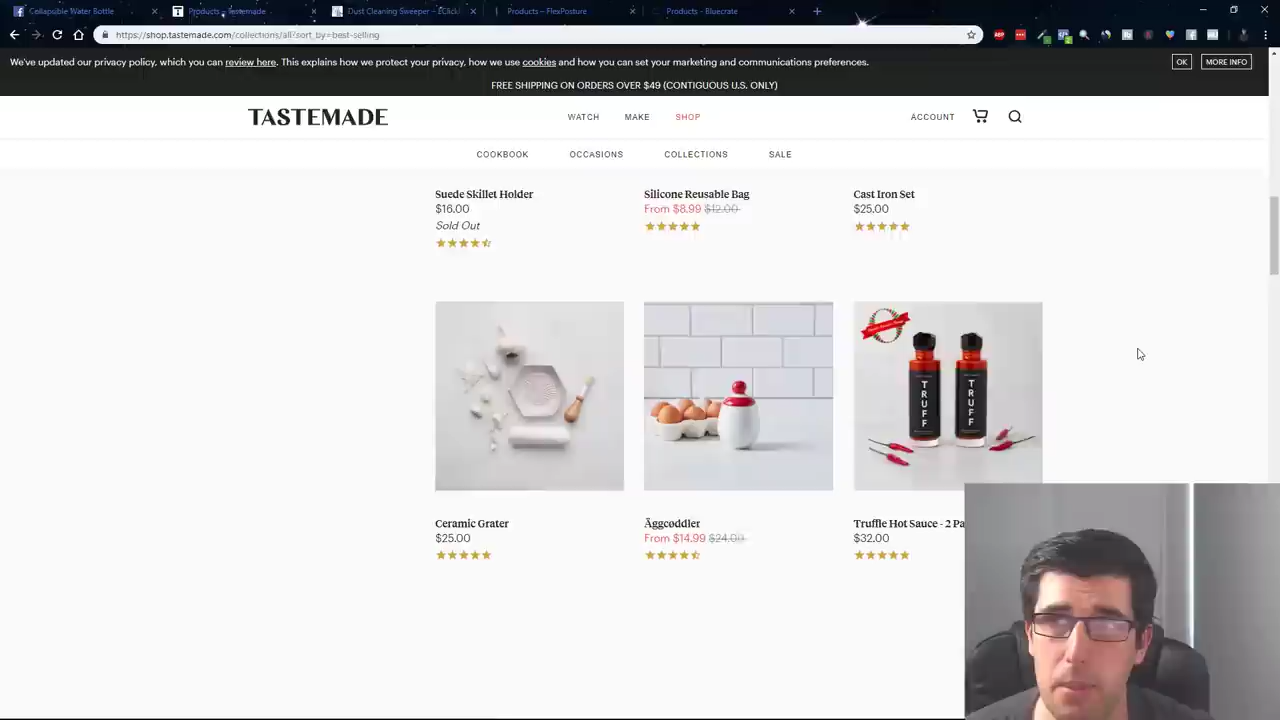 Collapsible Water Bottle
Products – Tastemade
Dust Cleaning Sweeper – 1Click
Products – FlexPosture
Products – Bluecrate
https://shop.tastemade.com/collections/all?sort_by=best-selling
We've updated our privacy policy, which you can review here. This explains how we protect your privacy, how we use cookies and how you can set your marketing and communications preferences.
OK
MORE INFO
FREE SHIPPING ON ORDERS OVER $49 (CONTIGUOUS U.S. ONLY)
TASTEMADE
WATCH
MAKE
SHOP
ACCOUNT
COOKBOOK
OCCASIONS
COLLECTIONS
SALE
Suede Skillet Holder
$16.00
Sold Out
Silicone Reusable Bag
From $8.99 $12.00
Cast Iron Set
$25.00
TRUFF
TRUFF
Ceramic Grater
$25.00
Äggcøddler
From $14.99 $24.00
Truffle Hot Sauce - 2 Pa
$32.00